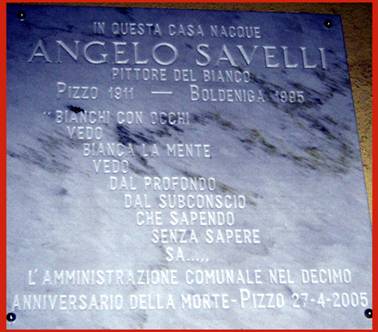 IN QUESTA CASA NACQUE
ANGELO SAVELLI
PITTORE DEL BIANCO
PIZZO 1911 — BOLDENIGA 1995
"BIANCHI CON OCCHI
VEDO
BIANCA LA MENTE
VEDO
DAL PROFONDO
DAL SUBCONSCIO
CHE SAPENDO
SENZA SAPERE
SA.....
L'AMMINISTRAZIONE COMUNALE NEL DECIMO
ANNIVERSARIO DELLA MORTE-PIZZO 27-4-2005